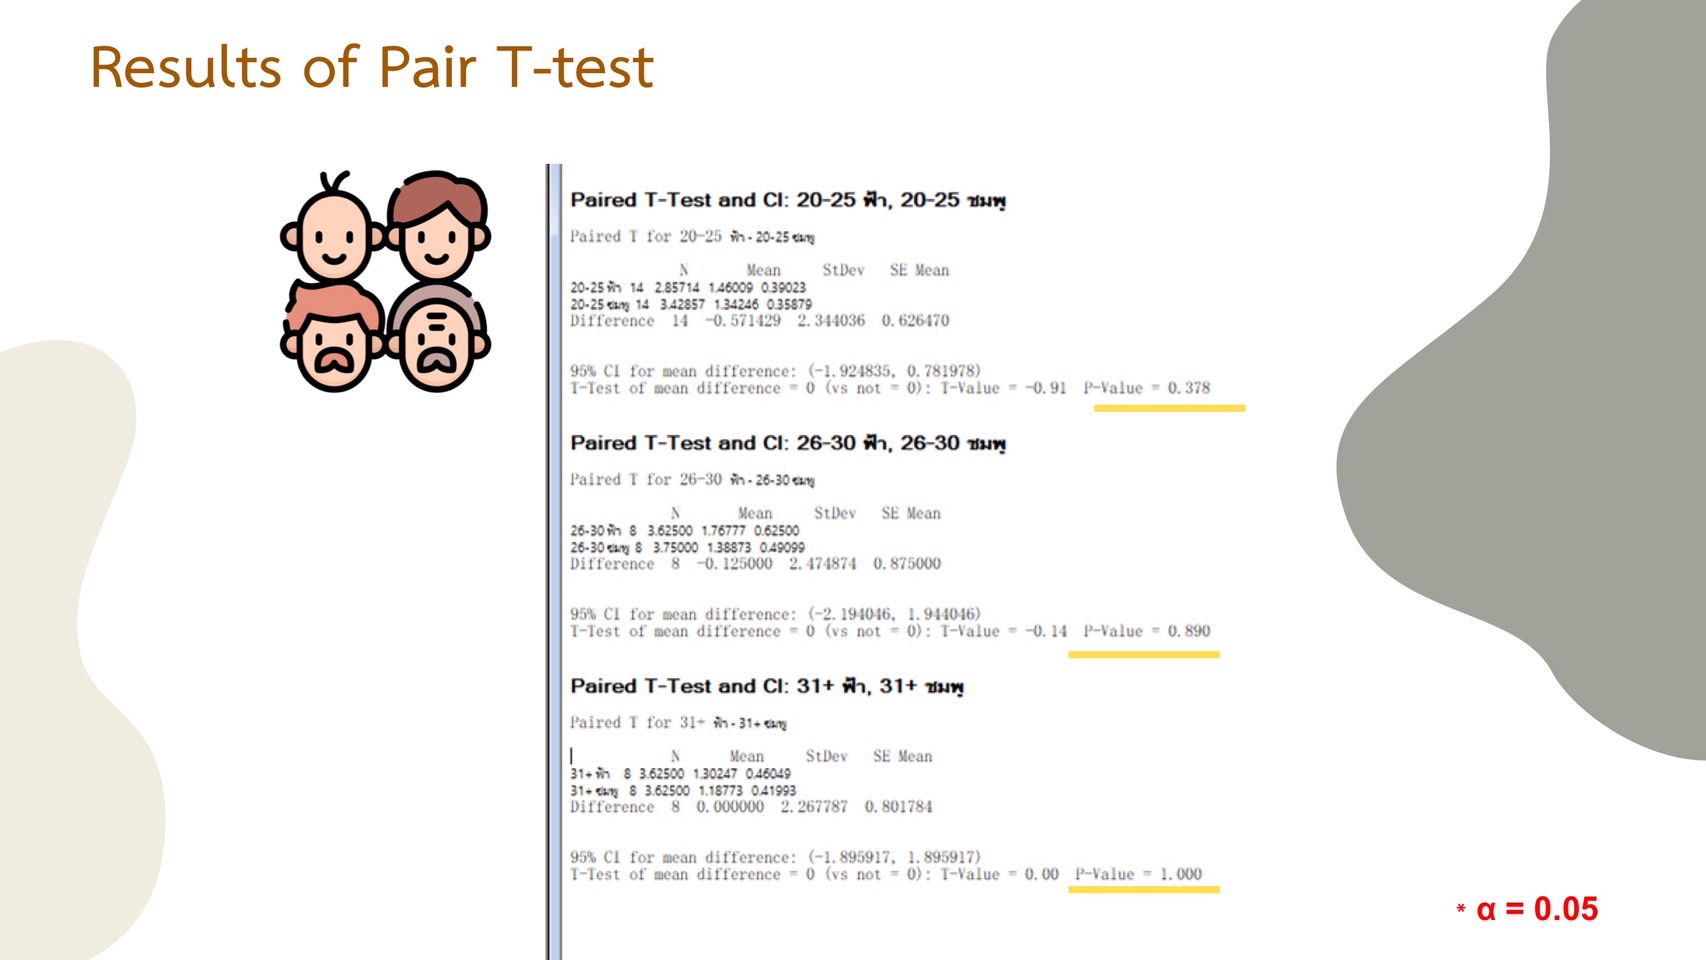 Results of Pair T-test
Paired T-Test and CI: 20-25 ฟ้า, 20-25 ชมพู
Paired T for 20-25 ฟ้า - 20-25 ชมพู
N Mean StDev SE Mean
20-25 ฟ้า 14 2.85714 1.46009 0.39023
20-25 ชมพู 14 3.42857 1.34246 0.35879
Difference 14 -0.571429 2.344036 0.626470
95% CI for mean difference: (-1.924835, 0.781978)
T-Test of mean difference = 0 (vs not = 0): T-Value = -0.91 P-Value = 0.378
Paired T-Test and CI: 26-30 ฟ้า, 26-30 ชมพู
Paired T for 26-30 ฟ้า - 26-30 ชมพู
N Mean StDev SE Mean
26-30 ฟ้า 8 3.62500 1.76777 0.62500
26-30 ชมพู 8 3.75000 1.38873 0.49099
Difference 8 -0.125000 2.474874 0.875000
95% CI for mean difference: (-2.194046, 1.944046)
T-Test of mean difference = 0 (vs not = 0): T-Value = -0.14 P-Value = 0.890
Paired T-Test and CI: 31+ ฟ้า, 31+ ชมพู
Paired T for 31+ ฟ้า - 31+ ชมพู
N Mean StDev SE Mean
31+ ฟ้า 8 3.62500 1.30247 0.46049
31+ ชมพู 8 3.62500 1.18773 0.41993
Difference 8 0.000000 2.267787 0.801784
95% CI for mean difference: (-1.895917, 1.895917)
T-Test of mean difference = 0 (vs not = 0): T-Value = 0.00 P-Value = 1.000
* α = 0.05